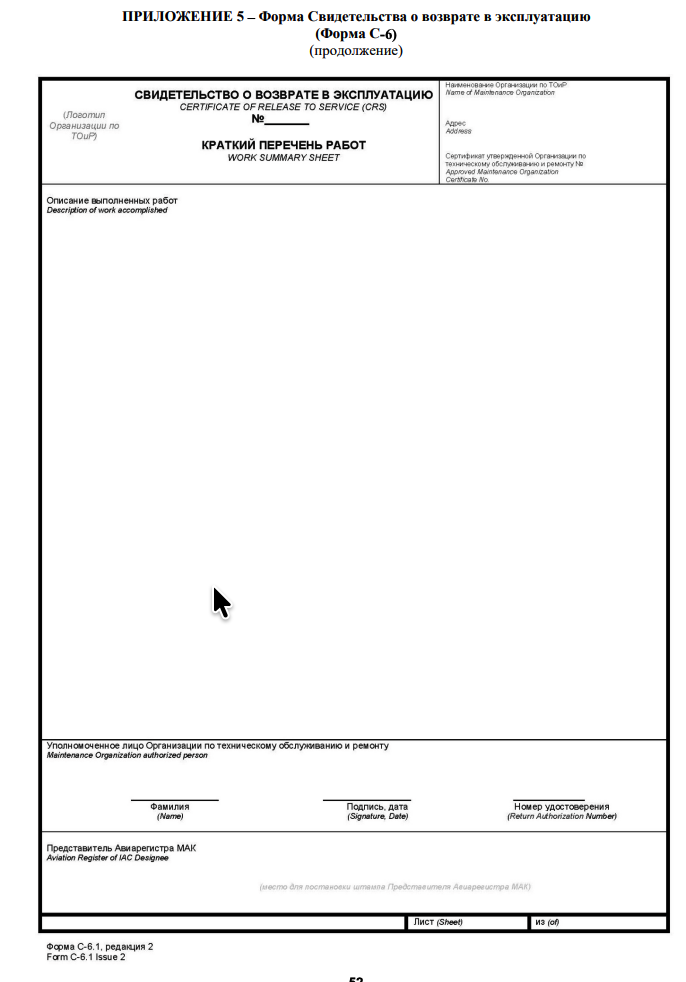 ПРИЛОЖЕНИЕ 5 – Форма Свидетельства о возврате в эксплуатацию
(Форма С-6)
(продолжение)
(Логотип
Организации по
ТОиР)
СВИДЕТЕЛЬСТВО О ВОЗВРАТЕ В ЭКСПЛУАТАЦИЮ
CERTIFICATE OF RELEASE TO SERVICE (CRS)
№_______
КРАТКИЙ ПЕРЕЧЕНЬ РАБОТ
WORK SUMMARY SHEET
Наименование Организации по ТОиР
Name of Maintenance Organization
Адрес
Address
Сертификат утвержденной Организации по
техническому обслуживанию и ремонту №
Approved Maintenance Organization
Certificate No.
Описание выполненных работ
Description of work accomplished
Уполномоченное лицо Организации по техническому обслуживанию и ремонту
Maintenance Organization authorized person
Фамилия
(Name)
Подпись, дата
(Signature, Date)
Номер удостоверения
(Return Authorization Number)
Представитель Авиарегистра МАК
Aviation Register of IAC Designee
(место для постановки штампа Представителя Авиарегистра МАК)
Лист (Sheet)
из (of)
Форма С-6.1, редакция 2
Form C-6.1 Issue 2
52